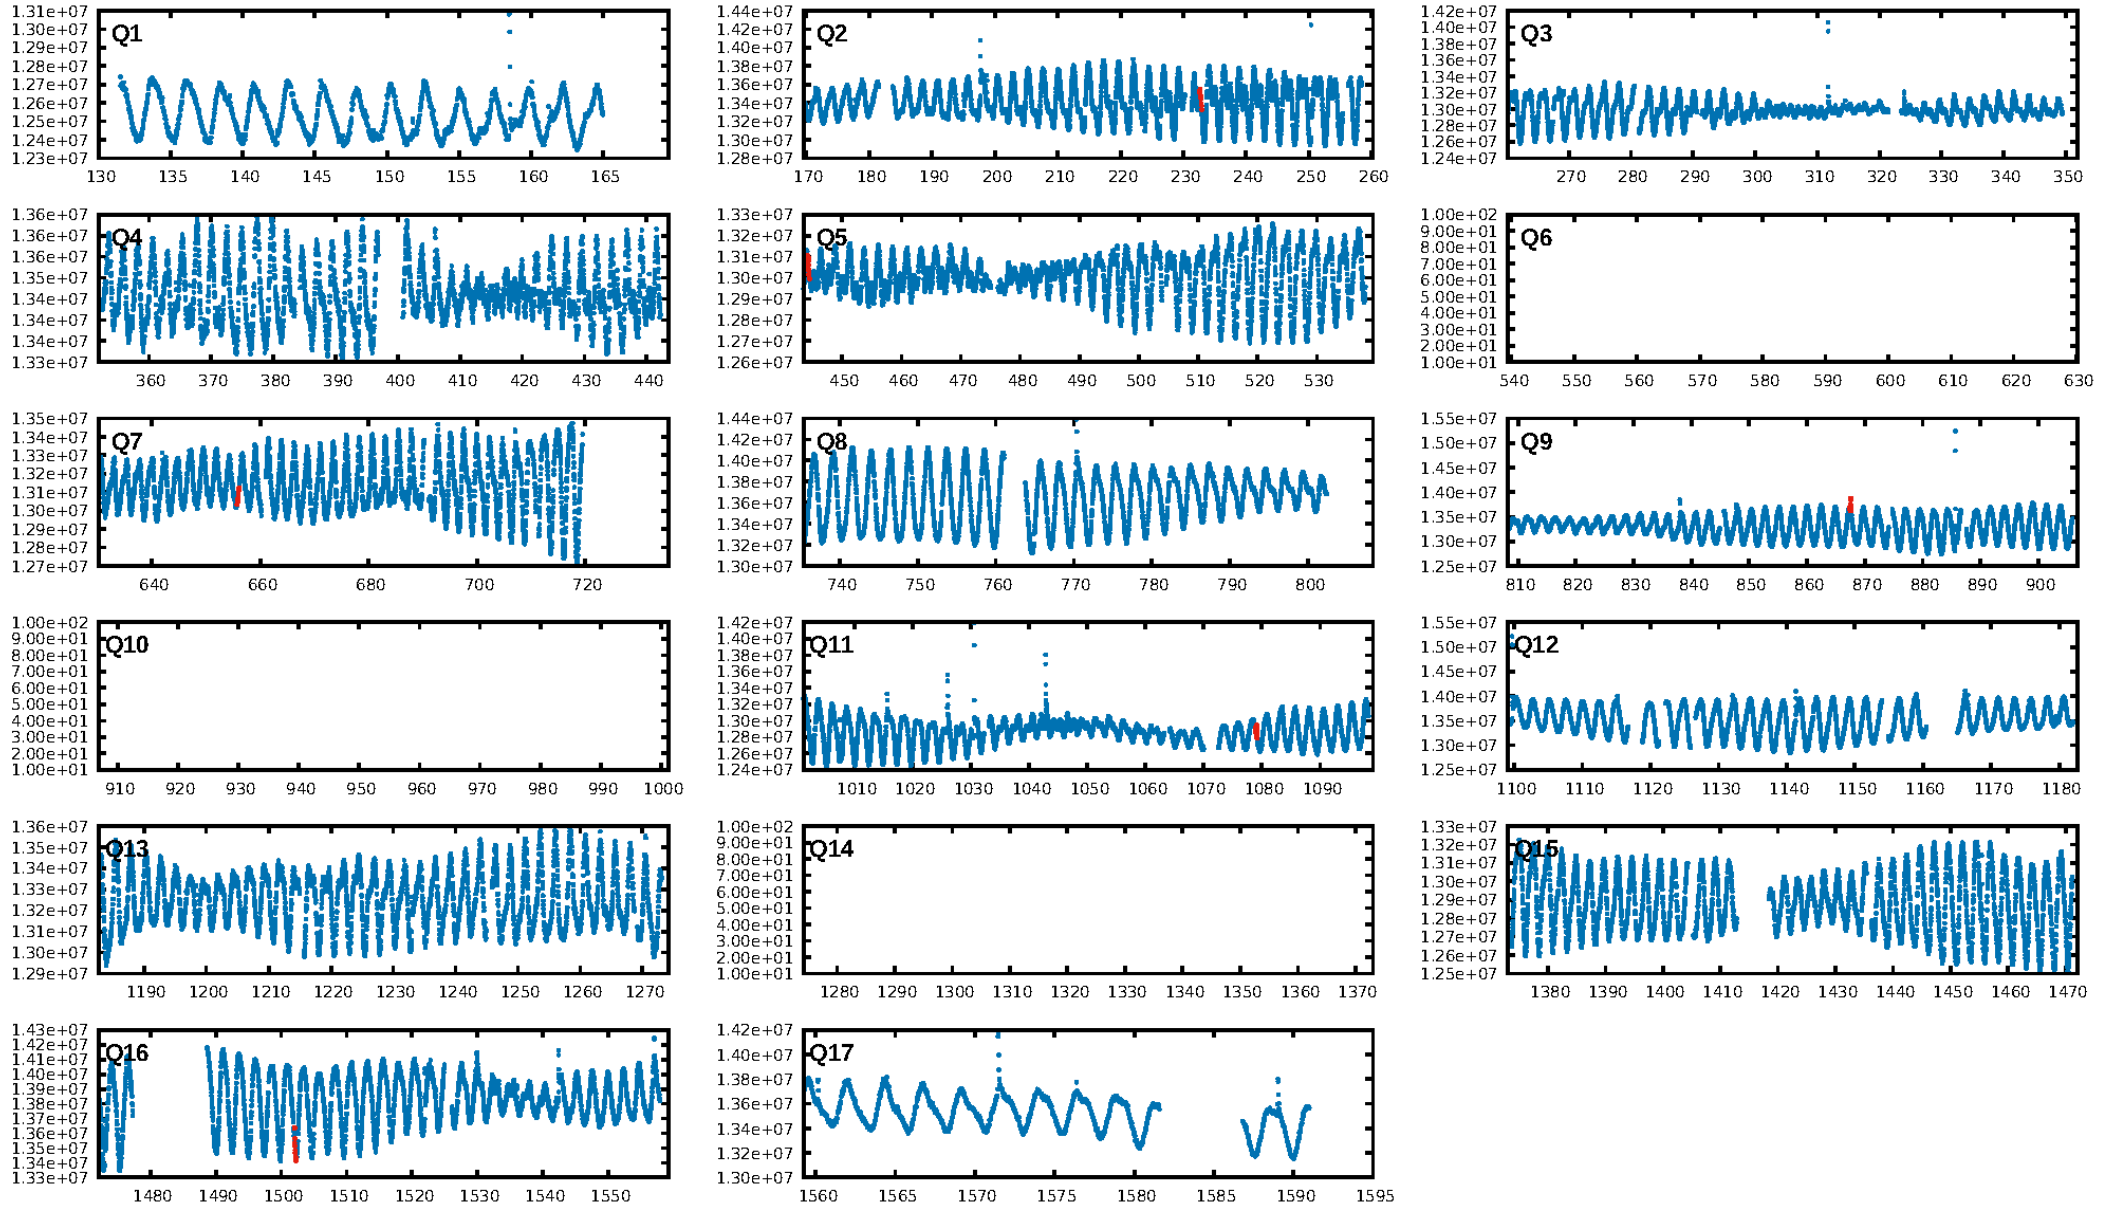 1.31e+07
1.30e+07
1.29e+07
1.28e+07
1.27e+07
1.26e+07
1.25e+07
1.24e+07
1.23e+07
Q1
130 135 140 145 150 155 160 165
1.44e+07
1.42e+07
1.40e+07
1.38e+07
1.36e+07
1.34e+07
1.32e+07
1.30e+07
1.28e+07
Q2
170 180 190 200 210 220 230 240 250 260
1.42e+07
1.40e+07
1.38e+07
1.36e+07
1.34e+07
1.32e+07
1.30e+07
1.28e+07
1.26e+07
1.24e+07
Q3
270 280 290 300 310 320 330 340 350
1.36e+07
1.36e+07
1.36e+07
1.35e+07
1.34e+07
1.34e+07
1.34e+07
1.33e+07
Q4
360 370 380 390 400 410 420 430 440
1.33e+07
1.32e+07
1.31e+07
1.30e+07
1.29e+07
1.28e+07
1.27e+07
1.26e+07
Q5
450 460 470 480 490 500 510 520 530
1.00e+02
9.00e+01
8.00e+01
7.00e+01
6.00e+01
5.00e+01
4.00e+01
3.00e+01
2.00e+01
1.00e+01
Q6
540 550 560 570 580 590 600 610 620 630
1.35e+07
1.34e+07
1.33e+07
1.32e+07
1.31e+07
1.30e+07
1.29e+07
1.28e+07
1.27e+07
Q7
640 660 680 700 720
1.44e+07
1.42e+07
1.40e+07
1.38e+07
1.36e+07
1.34e+07
1.32e+07
1.30e+07
Q8
740 750 760 770 780 790 800
1.55e+07
1.50e+07
1.45e+07
1.40e+07
1.35e+07
1.30e+07
1.25e+07
Q9
810 820 830 840 850 860 870 880 890 900
1.00e+02
9.00e+01
8.00e+01
7.00e+01
6.00e+01
5.00e+01
4.00e+01
3.00e+01
2.00e+01
1.00e+01
Q10
910 920 930 940 950 960 970 980 990 1000
1.42e+07
1.40e+07
1.38e+07
1.36e+07
1.34e+07
1.32e+07
1.30e+07
1.28e+07
1.26e+07
1.24e+07
Q11
1010 1020 1030 1040 1050 1060 1070 1080 1090
1.55e+07
1.50e+07
1.45e+07
1.40e+07
1.35e+07
1.30e+07
1.25e+07
Q12
1100 1110 1120 1130 1140 1150 1160 1170 1180
1.36e+07
1.35e+07
1.34e+07
1.33e+07
1.32e+07
1.31e+07
1.30e+07
1.29e+07
Q13
1190 1200 1210 1220 1230 1240 1250 1260 1270
1.00e+02
9.00e+01
8.00e+01
7.00e+01
6.00e+01
5.00e+01
4.00e+01
3.00e+01
2.00e+01
1.00e+01
Q14
1280 1290 1300 1310 1320 1330 1340 1350 1360 1370
1.33e+07
1.32e+07
1.31e+07
1.30e+07
1.29e+07
1.28e+07
1.27e+07
1.26e+07
1.25e+07
Q15
1380 1390 1400 1410 1420 1430 1440 1450 1460 1470
1.43e+07
1.42e+07
1.41e+07
1.40e+07
1.39e+07
1.38e+07
1.37e+07
1.36e+07
1.35e+07
1.34e+07
1.33e+07
Q16
1480 1490 1500 1510 1520 1530 1540 1550
1.42e+07
1.40e+07
1.38e+07
1.36e+07
1.34e+07
1.32e+07
1.30e+07
Q17
1560 1565 1570 1575 1580 1585 1590 1595